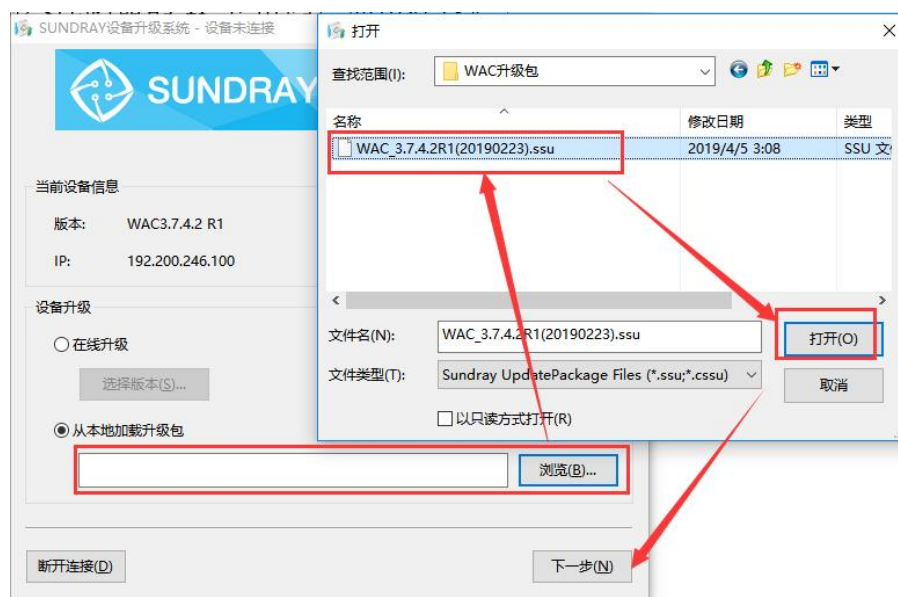 SUNDRAY设备升级系统 - 设备未连接
SUNDRAY
当前设备信息
版本: WAC3.7.4.2 R1
IP: 192.200.246.100
设备升级
在线升级
选择版本(S)...
从本地加载升级包
浏览(B)...
断开连接(D)
下一步(N)
打开
查找范围(I): WAC升级包
名称 修改日期 类型
WAC_3.7.4.2R1(20190223).ssu 2019/4/5 3:08 SSU 文
文件名(N): WAC_3.7.4.2R1(20190223).ssu
打开(O)
文件类型(T): Sundray UpdatePackage Files (*.ssu;*.cssu)
取消
以只读方式打开(R)